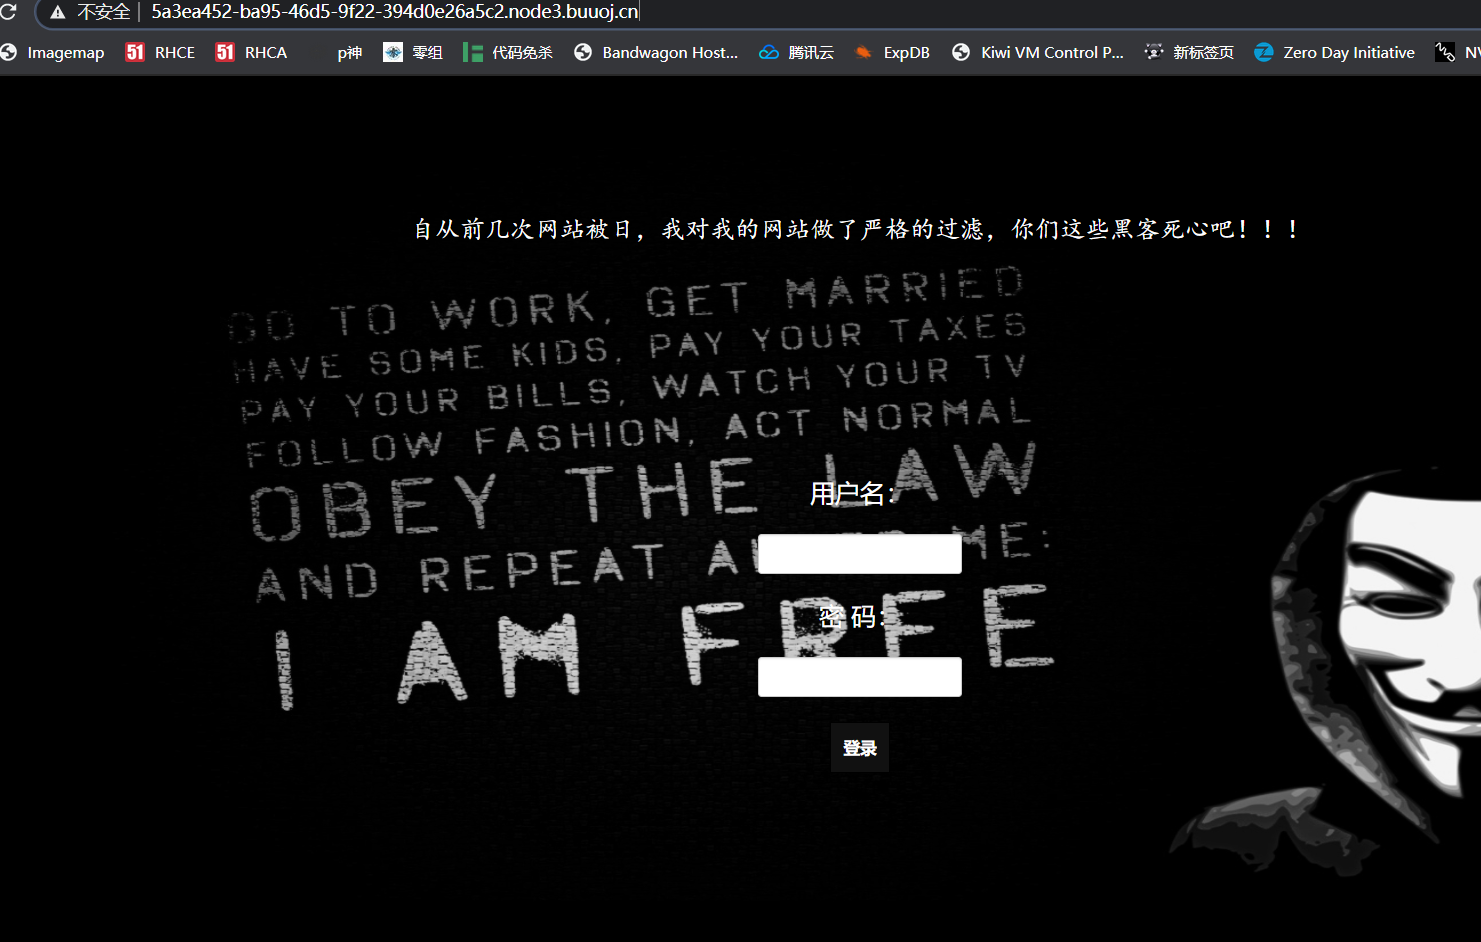 不安全 | 5a3ea452-ba95-46d5-9f22-394d0e26a5c2.node3.buuoj.cn
Imagemap 51 RHCE 51 RHCA p神 零组 代码免杀 Bandwagon Host... 腾讯云 ExpDB Kiwi VM Control P... 新标签页 Zero Day Initiative NV
自从前几次网站被日，我对我的网站做了严格的过滤，你们这些黑客死心吧！！！
GO TO WORK, GET MARRIED
HAVE SOME KIDS, PAY YOUR TAXES
PAY YOUR BILLS, WATCH YOUR TV
FOLLOW FASHION, ACT NORMAL
OBEY THE LAW
AND REPEAT ME:
I AM FREE
用户名：
密 码：
登录